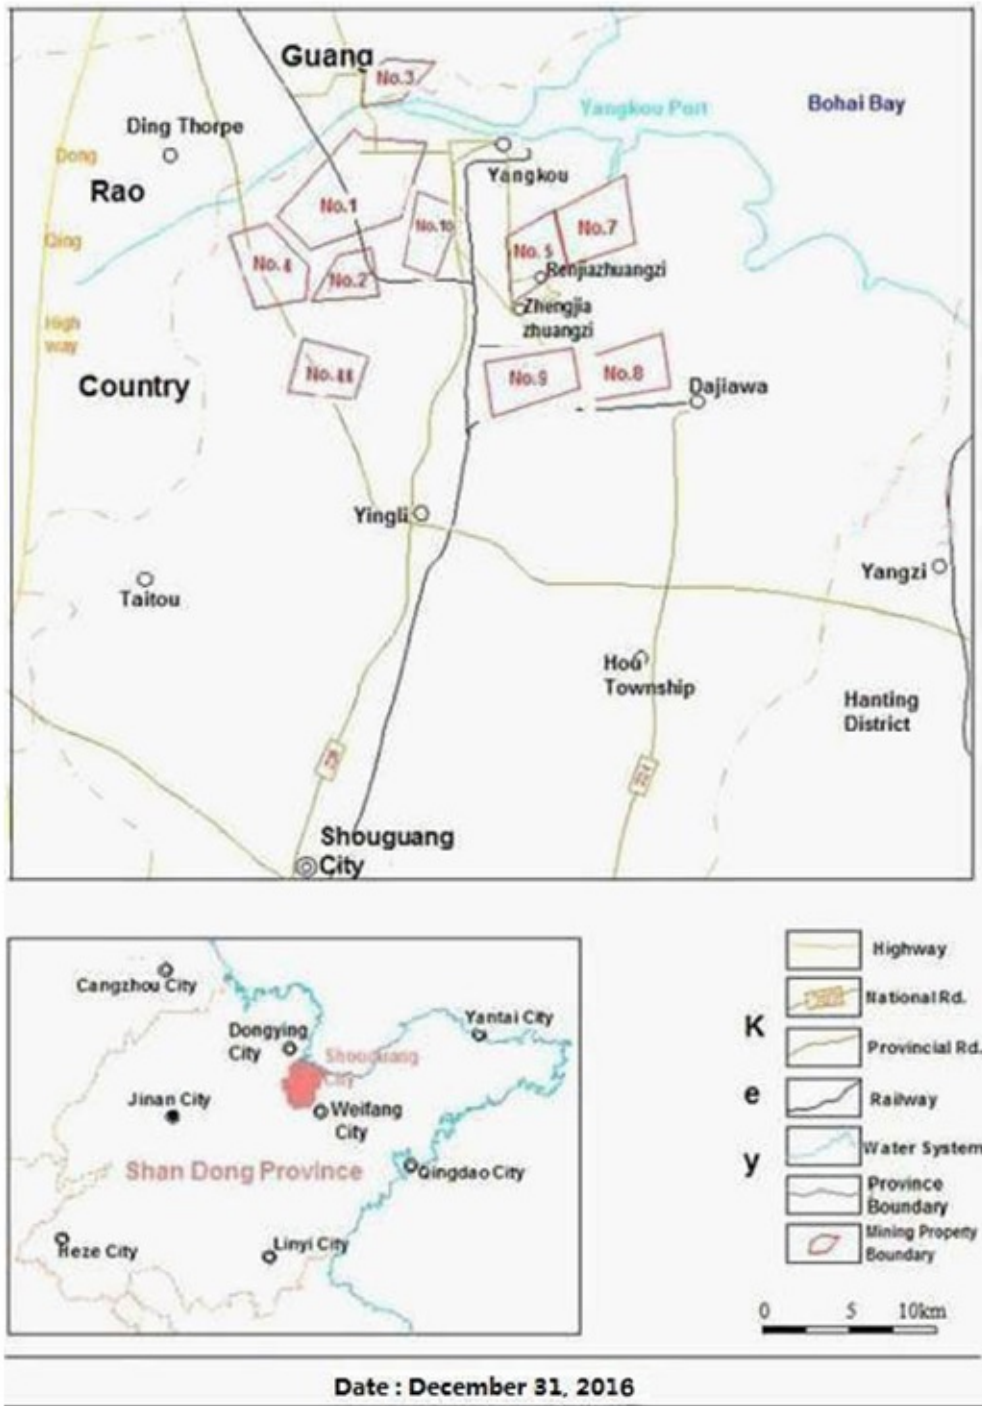 Guang
No.3
Bohai Bay
Yangkou Port
Ding Thorpe
Dong
Yangkou
Rao
No.1
No.10
No.7
Qing
No.5
No.4
No.2
Renjiazhuangzi
Zhengjia
zhuangzi
High
way
Country
No.9
No.8
Dajiawa
Yingli
Yangzi
Taitou
Hou
Township
Hanting
District
Shouguang
City
Cangzhou City
Yantai City
Dongying
City
Shouguang
City
Jinan City
Weifang
City
Shan Dong Province
Qingdao City
Heze City
Linyi City
Key
Highway
National Rd.
Provincial Rd.
Railway
Water System
Province
Boundary
Mining Property
Boundary
0 5 10km
Date : December 31, 2016